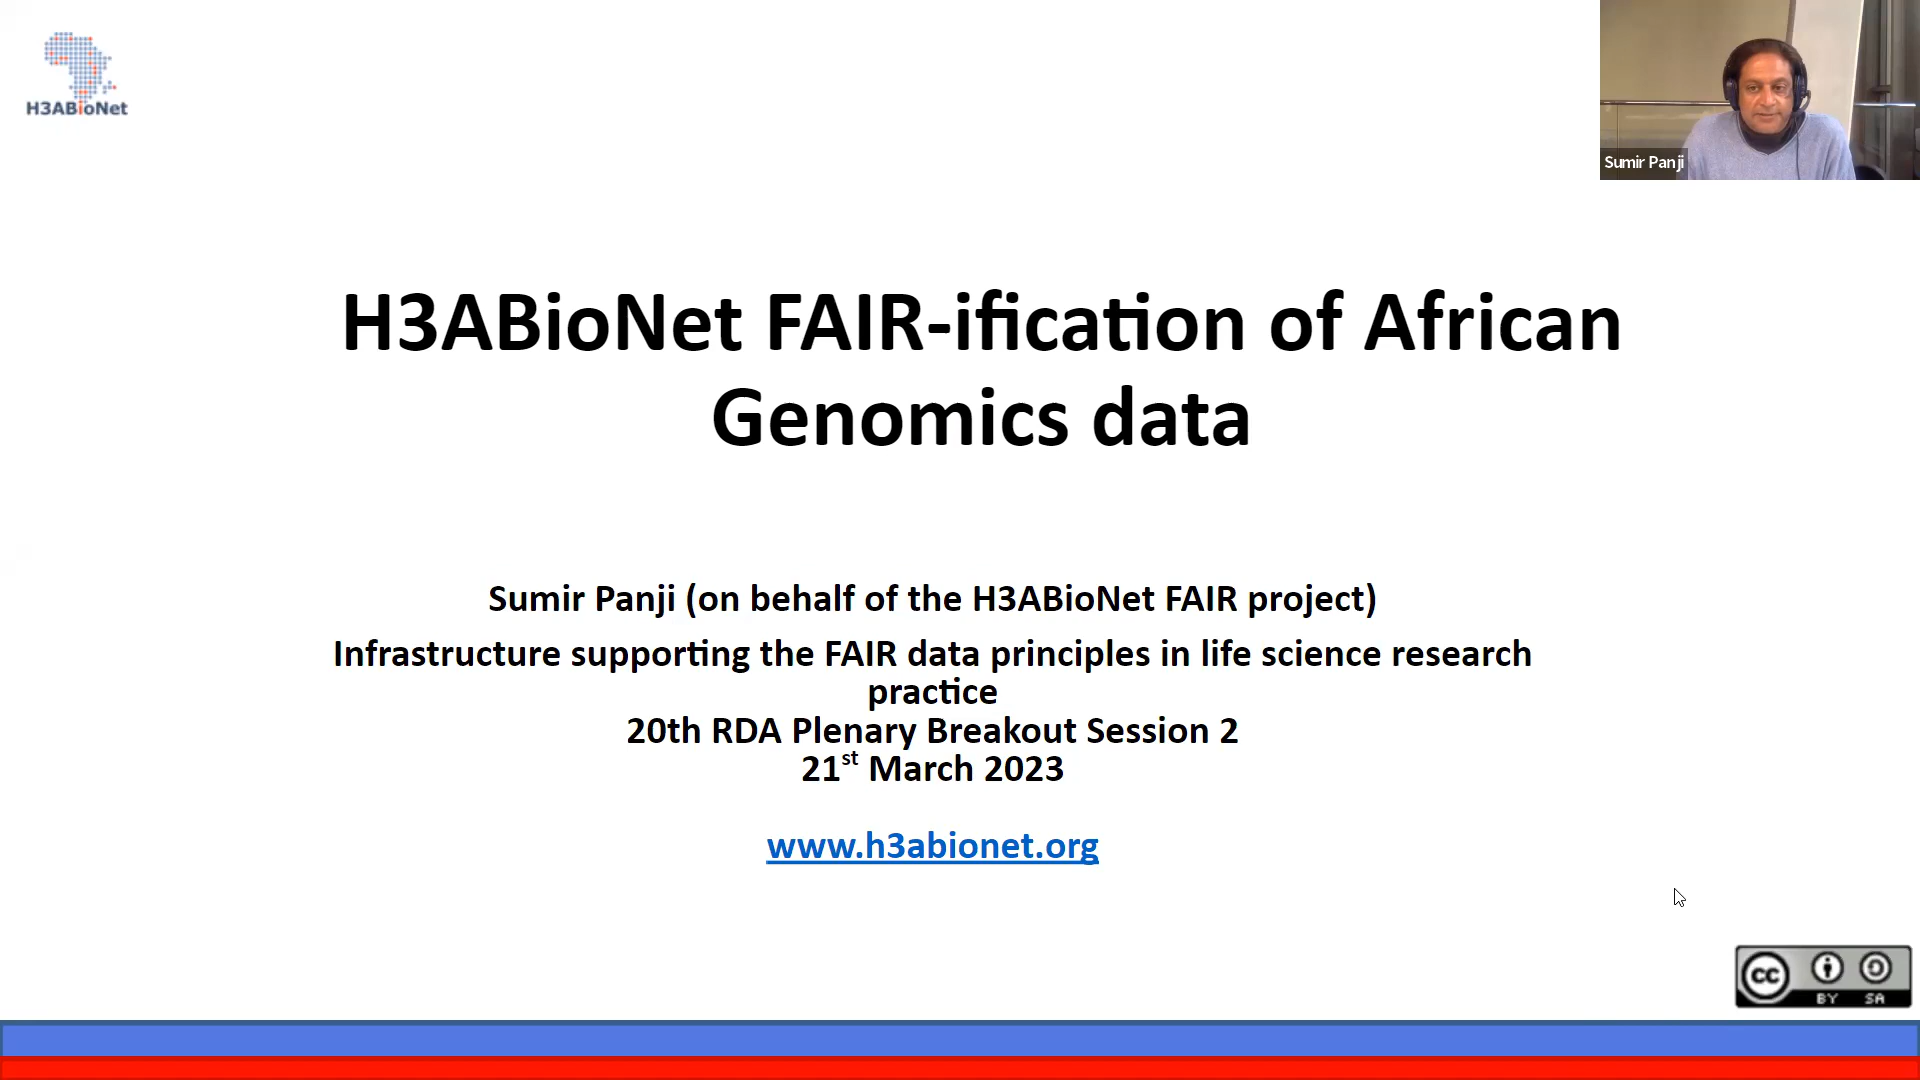 H3ABioNet
Sumir Panji
H3ABioNet FAIR-ification of African
Genomics data
Sumir Panji (on behalf of the H3ABioNet FAIR project)
Infrastructure supporting the FAIR data principles in life science research
practice
20th RDA Plenary Breakout Session 2
21st March 2023
www.h3abionet.org
cc
BY SA